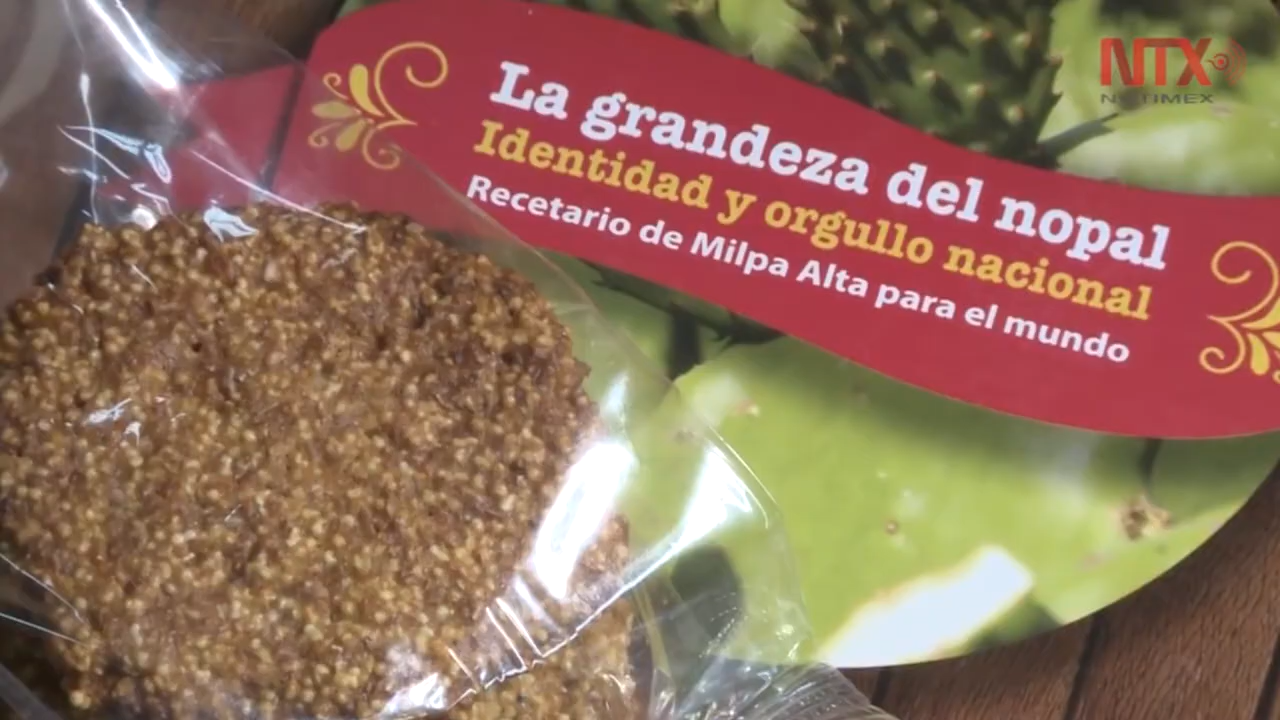 NTX
NOTIMEX
La grandeza del nopal
Identidad y orgullo nacional
Recetario de Milpa Alta para el mundo